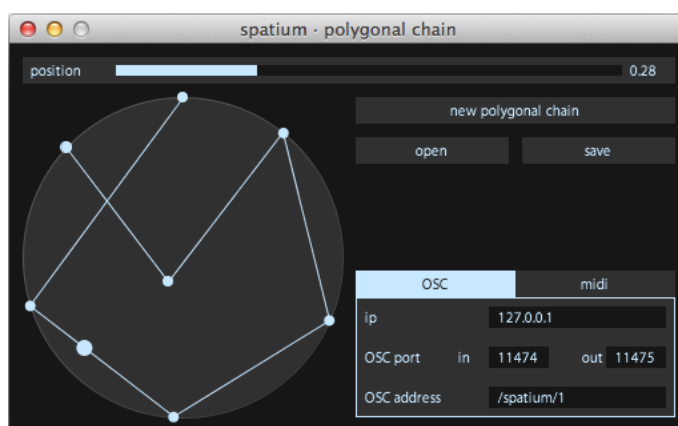 spatium · polygonal chain
position 0.28
new polygonal chain
open save
OSC midi
ip 127.0.0.1
OSC port in 11474 out 11475
OSC address /spatium/1